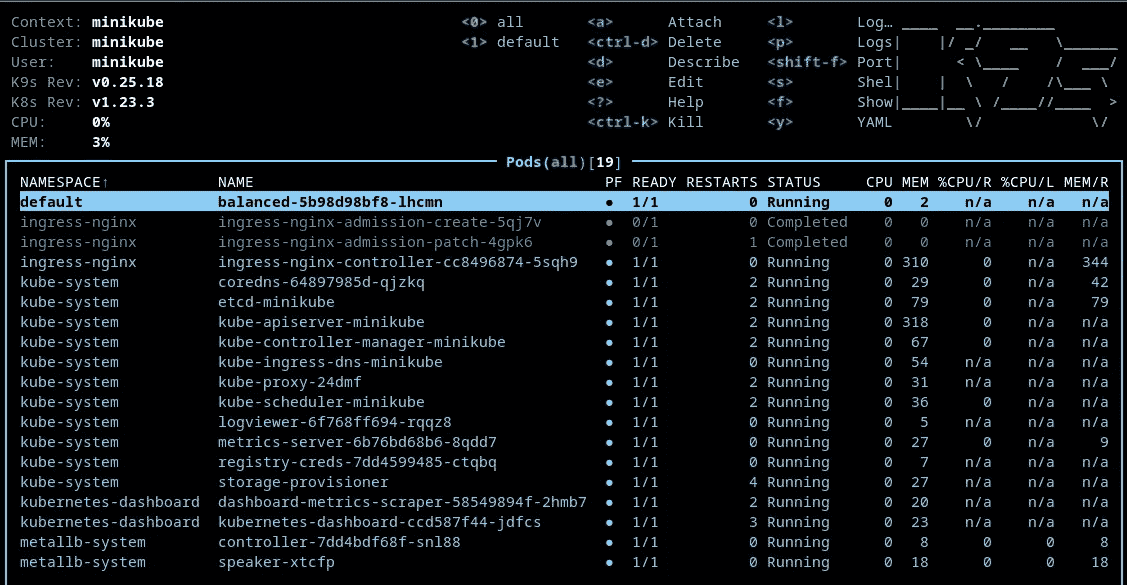 Context: minikube <0> all <a> Attach <l> Log…
Cluster: minikube <1> default <ctrl-d> Delete <p> Logs
User: minikube <d> Describe <shift-f> Port
K9s Rev: v0.25.18 <e> Edit <s> Shel
K8s Rev: v1.23.3 <?> Help <f> Show
CPU: 0% <ctrl-k> Kill <y> YAML
MEM: 3%
Pods(all)[19]
NAMESPACE↑ NAME PF READY RESTARTS STATUS CPU MEM %CPU/R %CPU/L MEM/R
default balanced-5b98d98bf8-lhcmn ● 1/1 0 Running 0 2 n/a n/a n/a
ingress-nginx ingress-nginx-admission-create-5qj7v ● 0/1 0 Completed 0 0 n/a n/a n/a
ingress-nginx ingress-nginx-admission-patch-4gpk6 ● 0/1 1 Completed 0 0 n/a n/a n/a
ingress-nginx ingress-nginx-controller-cc8496874-5sqh9 ● 1/1 0 Running 0 310 0 n/a 344
kube-system coredns-64897985d-qjzkq ● 1/1 2 Running 0 29 0 n/a 42
kube-system etcd-minikube ● 1/1 2 Running 0 79 0 n/a 79
kube-system kube-apiserver-minikube ● 1/1 2 Running 0 318 0 n/a n/a
kube-system kube-controller-manager-minikube ● 1/1 2 Running 0 67 0 n/a n/a
kube-system kube-ingress-dns-minikube ● 1/1 0 Running 0 54 n/a n/a n/a
kube-system kube-proxy-24dmf ● 1/1 2 Running 0 31 n/a n/a n/a
kube-system kube-scheduler-minikube ● 1/1 2 Running 0 36 0 n/a n/a
kube-system logviewer-6f768ff694-rqqz8 ● 1/1 0 Running 0 5 n/a n/a n/a
kube-system metrics-server-6b76bd68b6-8qdd7 ● 1/1 0 Running 0 27 0 n/a 9
kube-system registry-creds-7dd4599485-ctqbq ● 1/1 0 Running 0 7 n/a n/a n/a
kube-system storage-provisioner ● 1/1 4 Running 0 27 n/a n/a n/a
kubernetes-dashboard dashboard-metrics-scraper-58549894f-2hmb7 ● 1/1 2 Running 0 20 n/a n/a n/a
kubernetes-dashboard kubernetes-dashboard-ccd587f44-jdfcs ● 1/1 3 Running 0 23 n/a n/a n/a
metallb-system controller-7dd4bdf68f-snl88 ● 1/1 0 Running 0 8 0 0 8
metallb-system speaker-xtcfp ● 1/1 0 Running 0 18 0 0 18